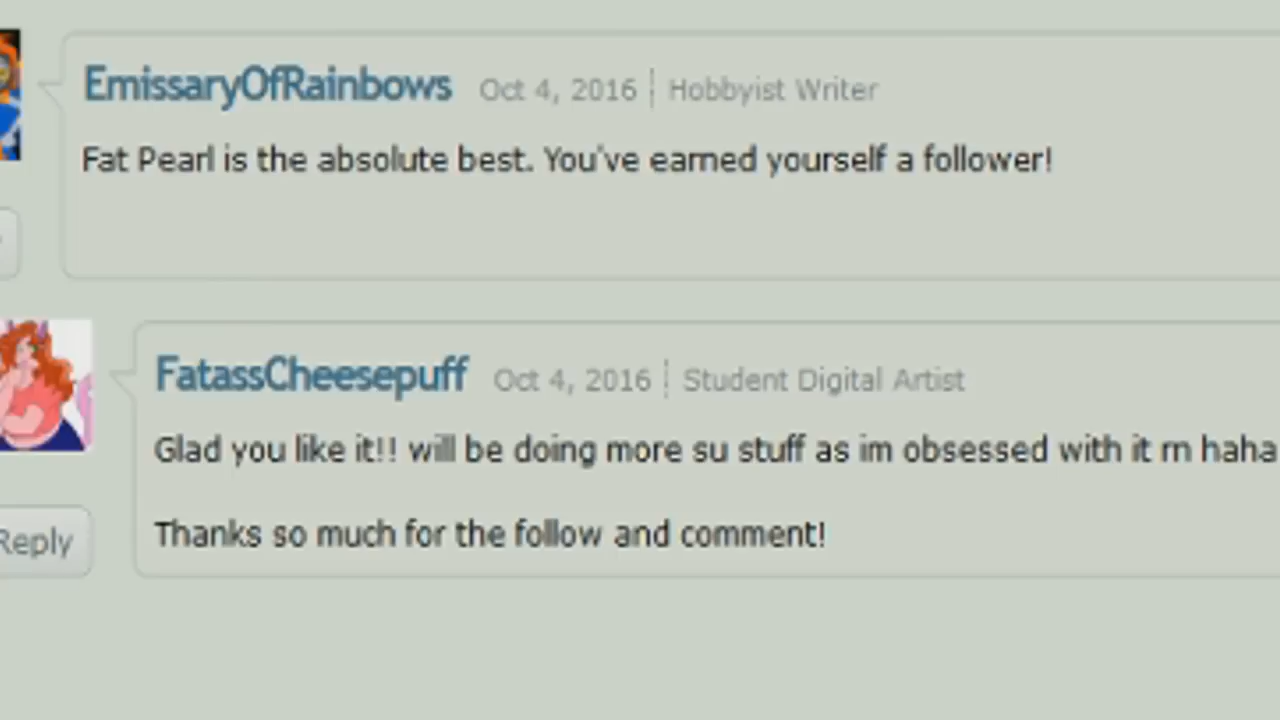 EmissaryOfRainbows Oct 4, 2016 Hobbyist Writer
Fat Pearl is the absolute best. You've earned yourself a follower!
FatassCheesepuff Oct 4, 2016 Student Digital Artist
Glad you like it!! will be doing more su stuff as im obsessed with it rn haha
Thanks so much for the follow and comment!
Reply